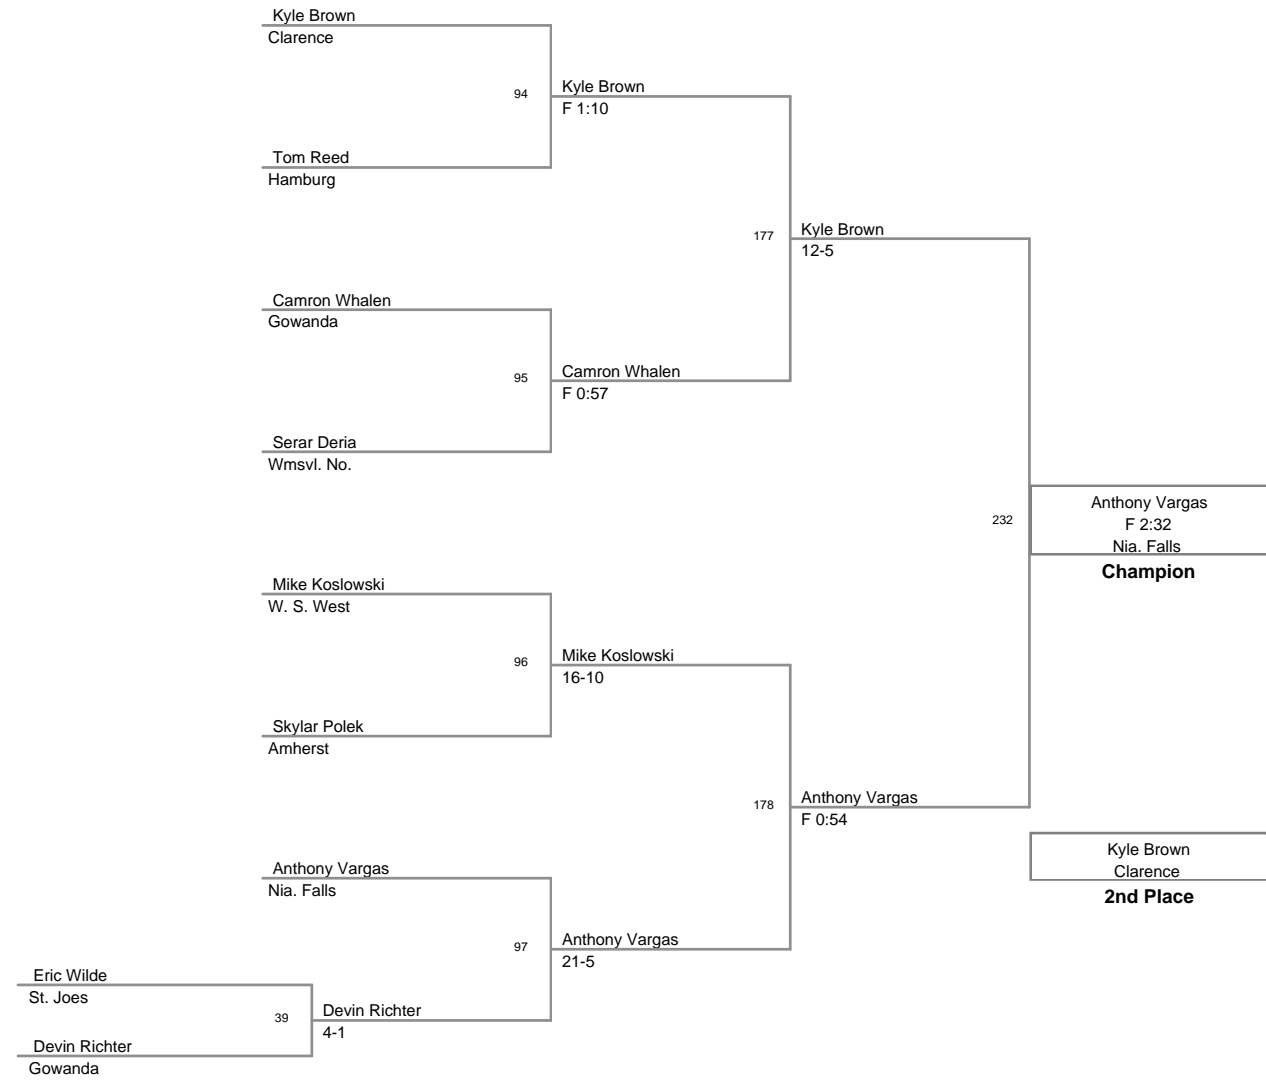 Kyle Brown
Clarence
94
Kyle Brown
F 1:10
Tom Reed
Hamburg
177
Kyle Brown
12-5
Camron Whalen
Gowanda
95
Camron Whalen
F 0:57
Serar Deria
Wmsvl. No.
232
Anthony Vargas
F 2:32
Nia. Falls
Champion
Mike Koslowski
W. S. West
96
Mike Koslowski
16-10
Skylar Polek
Amherst
178
Anthony Vargas
F 0:54
Kyle Brown
Clarence
2nd Place
Anthony Vargas
Nia. Falls
97
Anthony Vargas
21-5
Eric Wilde
St. Joes
39
Devin Richter
4-1
Devin Richter
Gowanda